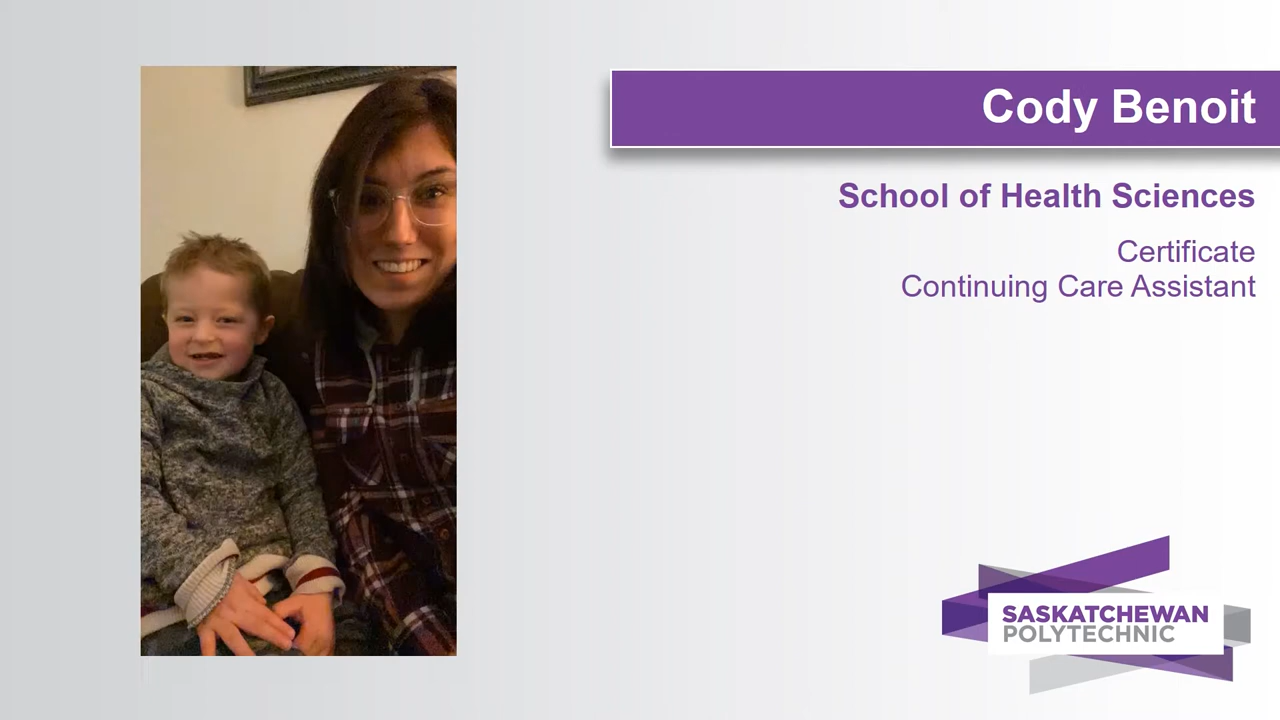 Cody Benoit
School of Health Sciences
Certificate
Continuing Care Assistant
SASKATCHEWAN
POLYTECHNIC